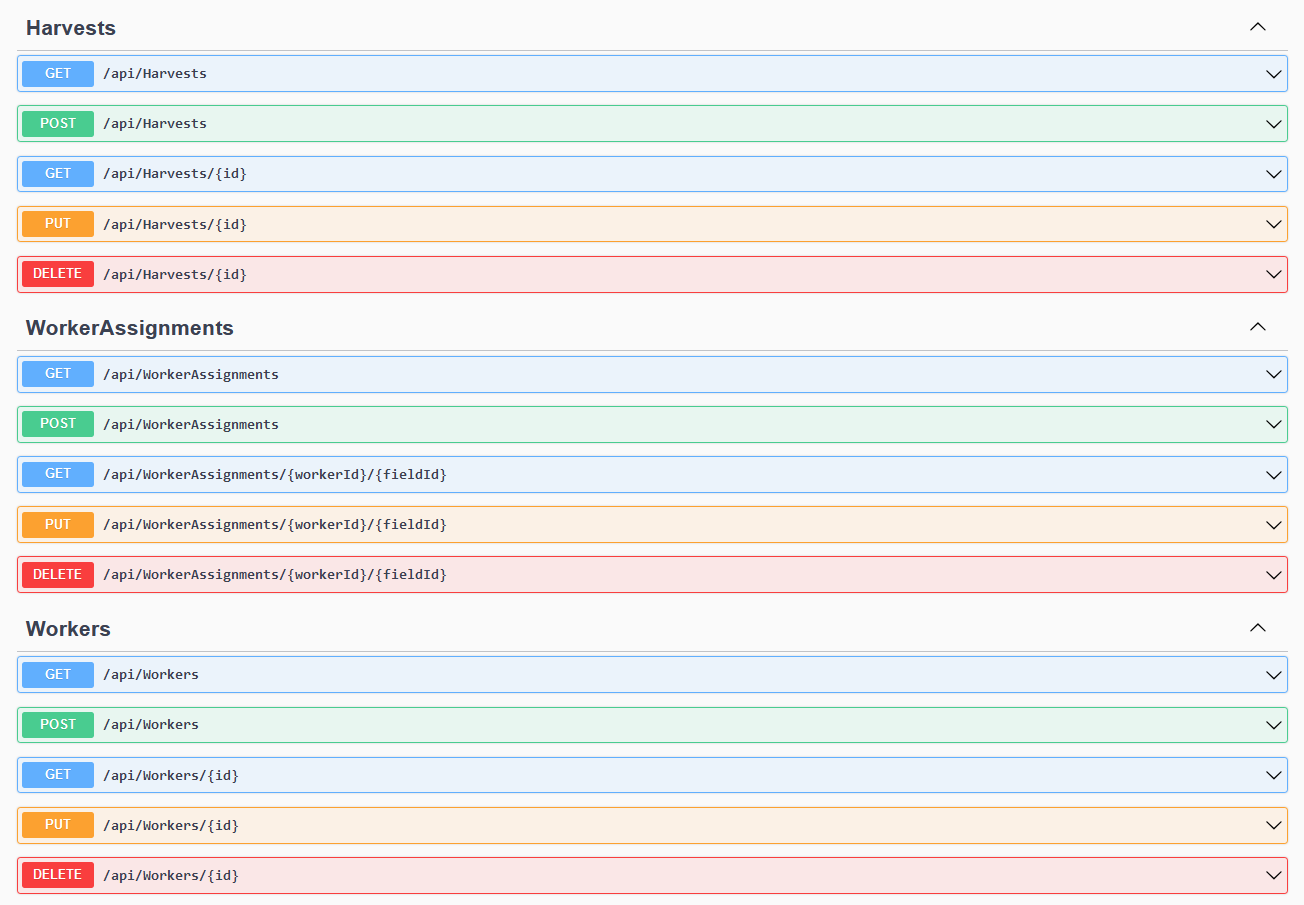 Harvests
GET /api/Harvests
POST /api/Harvests
GET /api/Harvests/{id}
PUT /api/Harvests/{id}
DELETE /api/Harvests/{id}
WorkerAssignments
GET /api/WorkerAssignments
POST /api/WorkerAssignments
GET /api/WorkerAssignments/{workerId}/{fieldId}
PUT /api/WorkerAssignments/{workerId}/{fieldId}
DELETE /api/WorkerAssignments/{workerId}/{fieldId}
Workers
GET /api/Workers
POST /api/Workers
GET /api/Workers/{id}
PUT /api/Workers/{id}
DELETE /api/Workers/{id}